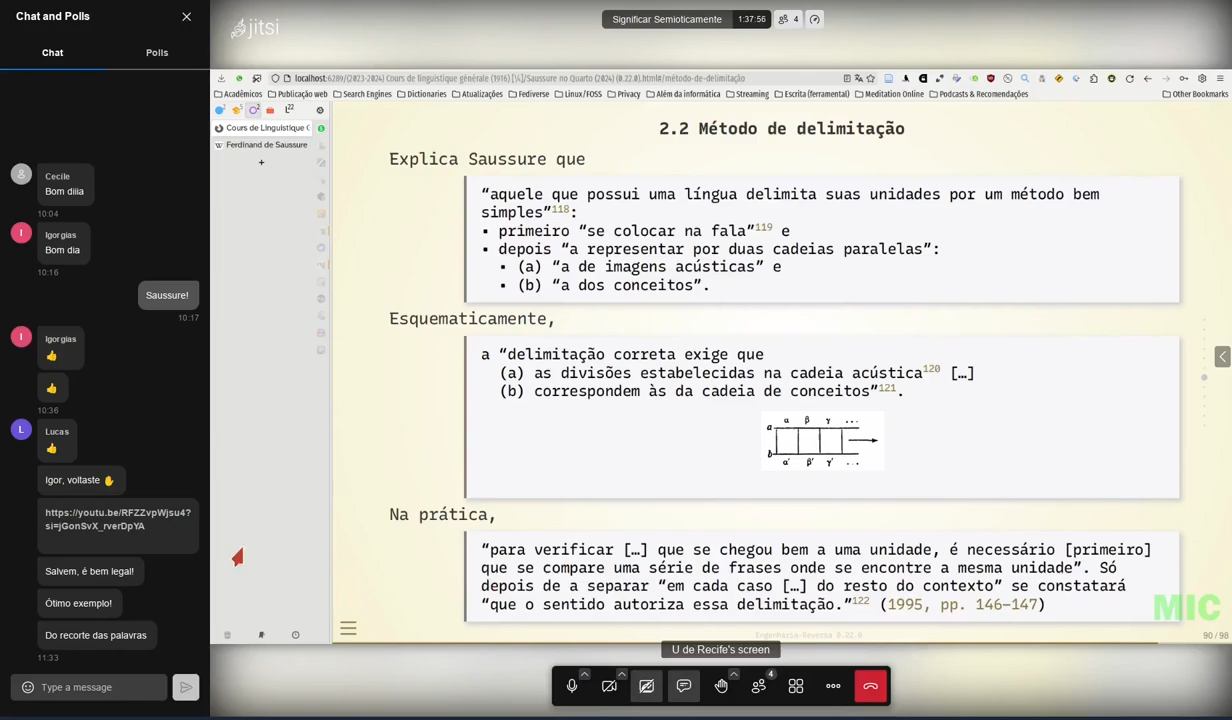 Chat and Polls
Chat
Polls
Cecile
Bom diiia
10:04
Igorgias
Bom dia
10:16
Saussure!
10:17
Igorgias
👍
👍
10:36
Lucas
👍
Igor, voltaste ✋
https://youtu.be/RFZZvpWjsu4?
si=jGonSvX_rverDpYA
Salvem, é bem legal!
Ótimo exemplo!
Do recorte das palavras
11:33
Type a message
jitsi
Significar Semioticamente
1:37:56
4
localhost:6289/(2023-2024) Cours de linguistique générale (1916) [¼]/Saussure no Quarto (2024) (0.22.0).html#/método-de-delimitação
Acadêmicos
Publicação web
Search Engines
Dictionaries
Atualizações
Fediverse
Linux/FOSS
Privacy
Além da informática
Streaming
Escrita (ferramental)
Meditation Online
Podcasts & Recomendações
Other Bookmarks
Cours de Linguistique G
Ferdinand de Saussure
2.2 Método de delimitação
Explica Saussure que
“aquele que possui uma língua delimita suas unidades por um método bem
simples”118:
▪ primeiro “se colocar na fala”119 e
▪ depois “a representar por duas cadeias paralelas”:
▪ (a) “a de imagens acústicas” e
▪ (b) “a dos conceitos”.
Esquematicamente,
a “delimitação correta exige que
(a) as divisões estabelecidas na cadeia acústica120 […]
(b) correspondem às da cadeia de conceitos”121.
α β γ ...
a
b
α' β' γ' ...
Na prática,
“para verificar […] que se chegou bem a uma unidade, é necessário [primeiro]
que se compare uma série de frases onde se encontre a mesma unidade”. Só
depois de a separar “em cada caso […] do resto do contexto” se constatará
“que o sentido autoriza essa delimitação.”122 (1995, pp. 146–147)
MIC
Engenharia-Reversa 0.22.0
90 / 98
U de Recife's screen
4